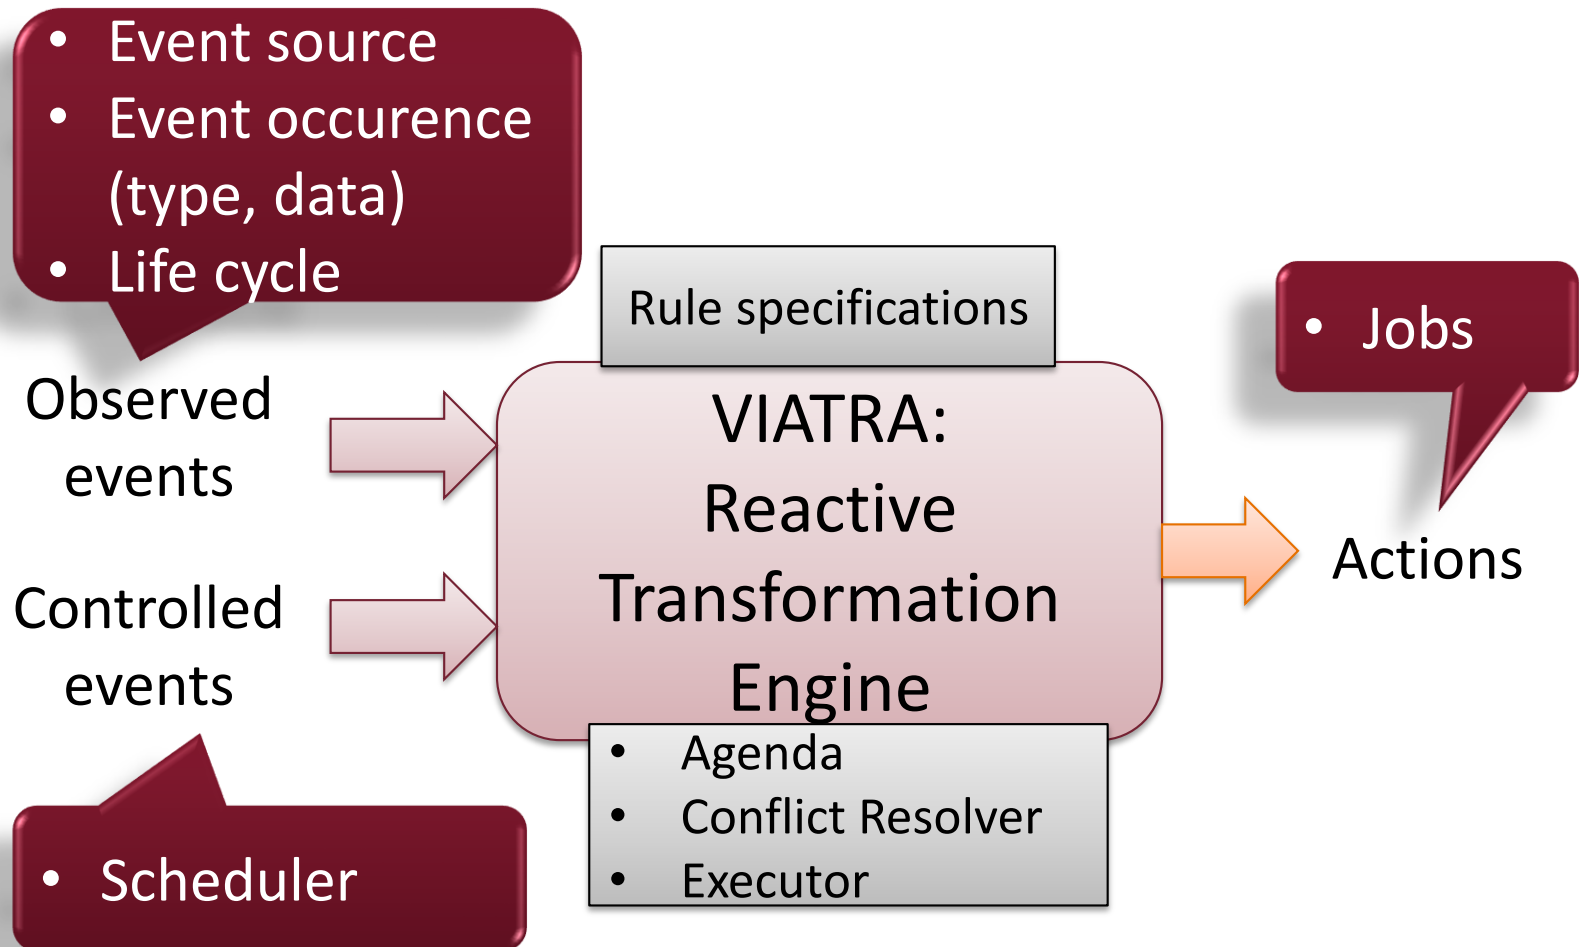 • Event source
• Event occurence
(type, data)
• Life cycle
Rule specifications
• Jobs
Observed
events
VIATRA:
Reactive
Transformation
Engine
Actions
Controlled
events
• Agenda
• Conflict Resolver
• Executor
• Scheduler